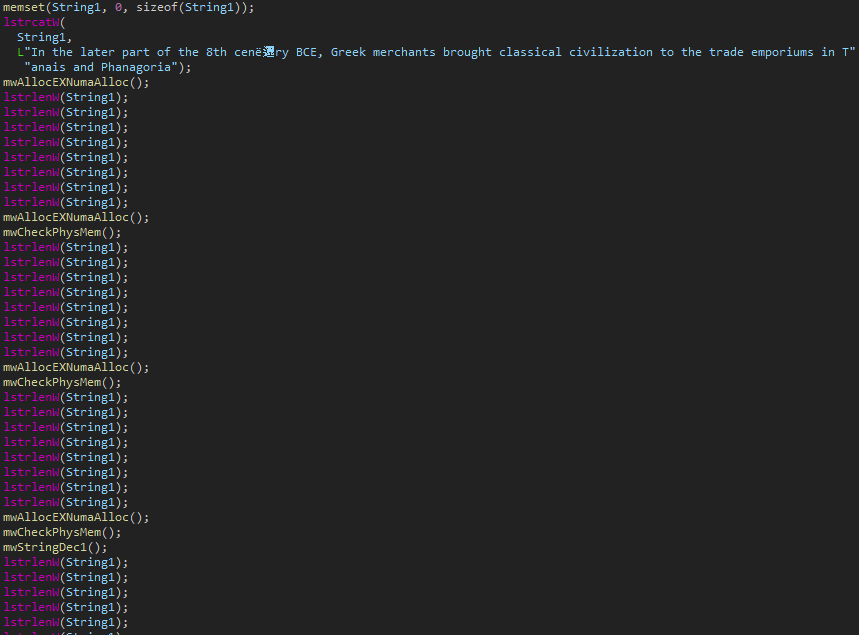 memset(String1, 0, sizeof(String1));
lstrcatW(
String1,
L"In the later part of the 8th BCE, Greek merchants brought classical civilization to the trade emporiums in T"
"anais and Phanagoria");
mwAllocEXNumaAlloc();
lstrlenW(String1);
lstrlenW(String1);
lstrlenW(String1);
lstrlenW(String1);
lstrlenW(String1);
lstrlenW(String1);
lstrlenW(String1);
lstrlenW(String1);
mwAllocEXNumaAlloc();
mwCheckPhysMem();
lstrlenW(String1);
lstrlenW(String1);
lstrlenW(String1);
lstrlenW(String1);
lstrlenW(String1);
lstrlenW(String1);
lstrlenW(String1);
lstrlenW(String1);
mwAllocEXNumaAlloc();
mwCheckPhysMem();
lstrlenW(String1);
lstrlenW(String1);
lstrlenW(String1);
lstrlenW(String1);
lstrlenW(String1);
lstrlenW(String1);
lstrlenW(String1);
lstrlenW(String1);
mwAllocEXNumaAlloc();
mwCheckPhysMem();
mwStringDec1();
lstrlenW(String1);
lstrlenW(String1);
lstrlenW(String1);
lstrlenW(String1);
lstrlenW(String1);